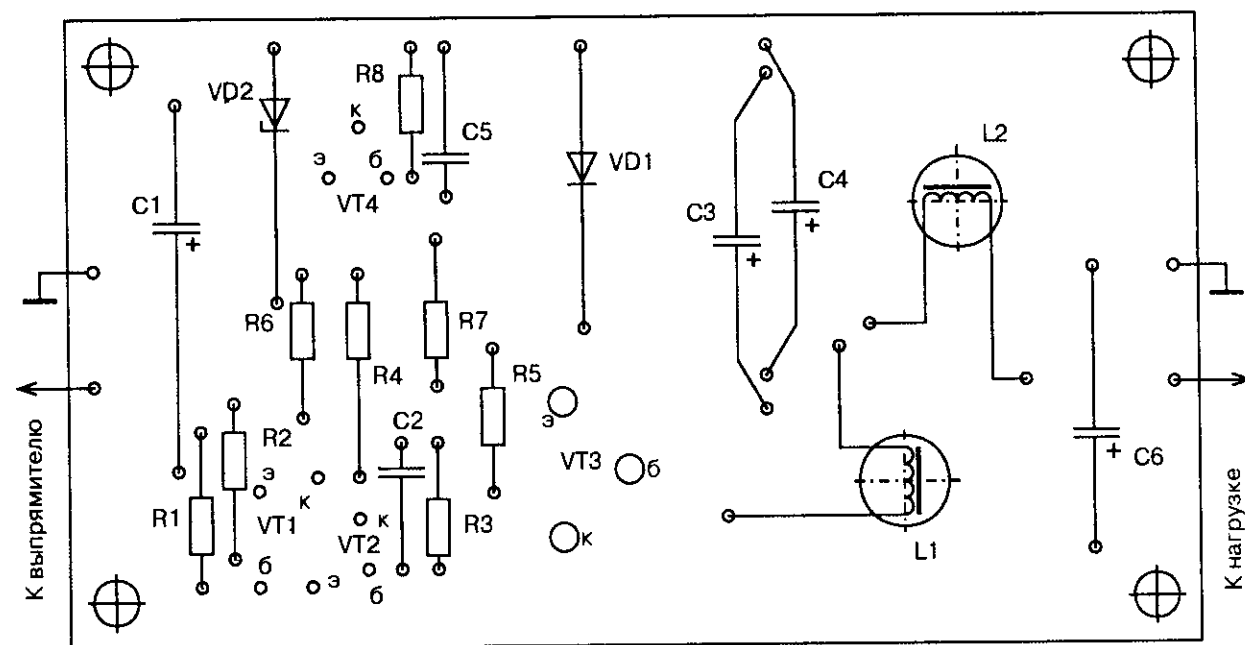 R8
VD2
к
C5
э
б
VD1
L2
C1
VT4
C3
C4
+
+
+
R6
R7
R4
R5
э
C2
R2
VT3
б
C6
+
э
к
R1
VT1
к
VT2
R3
к
б
э
б
L1
К выпрямителю
К нагрузке